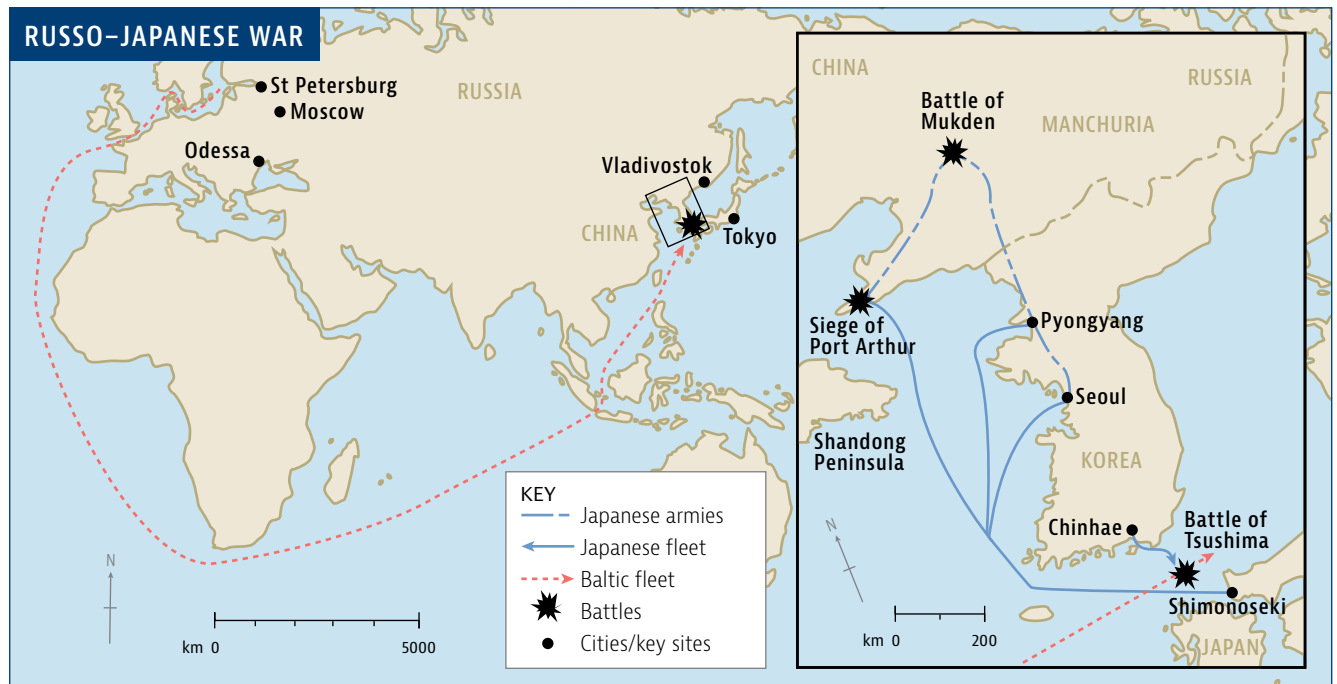 RUSSO–JAPANESE WAR
St Petersburg
Moscow
RUSSIA
Odessa
Vladivostok
CHINA
Tokyo
N
km 0 5000
KEY
Japanese armies
Japanese fleet
Baltic fleet
Battles
Cities/key sites
CHINA
RUSSIA
Battle of
Mukden
MANCHURIA
Siege of
Port Arthur
Pyongyang
Seoul
Shandong
Peninsula
KOREA
Chinhae
Battle of
Tsushima
Shimonoseki
JAPAN
N
km 0 200